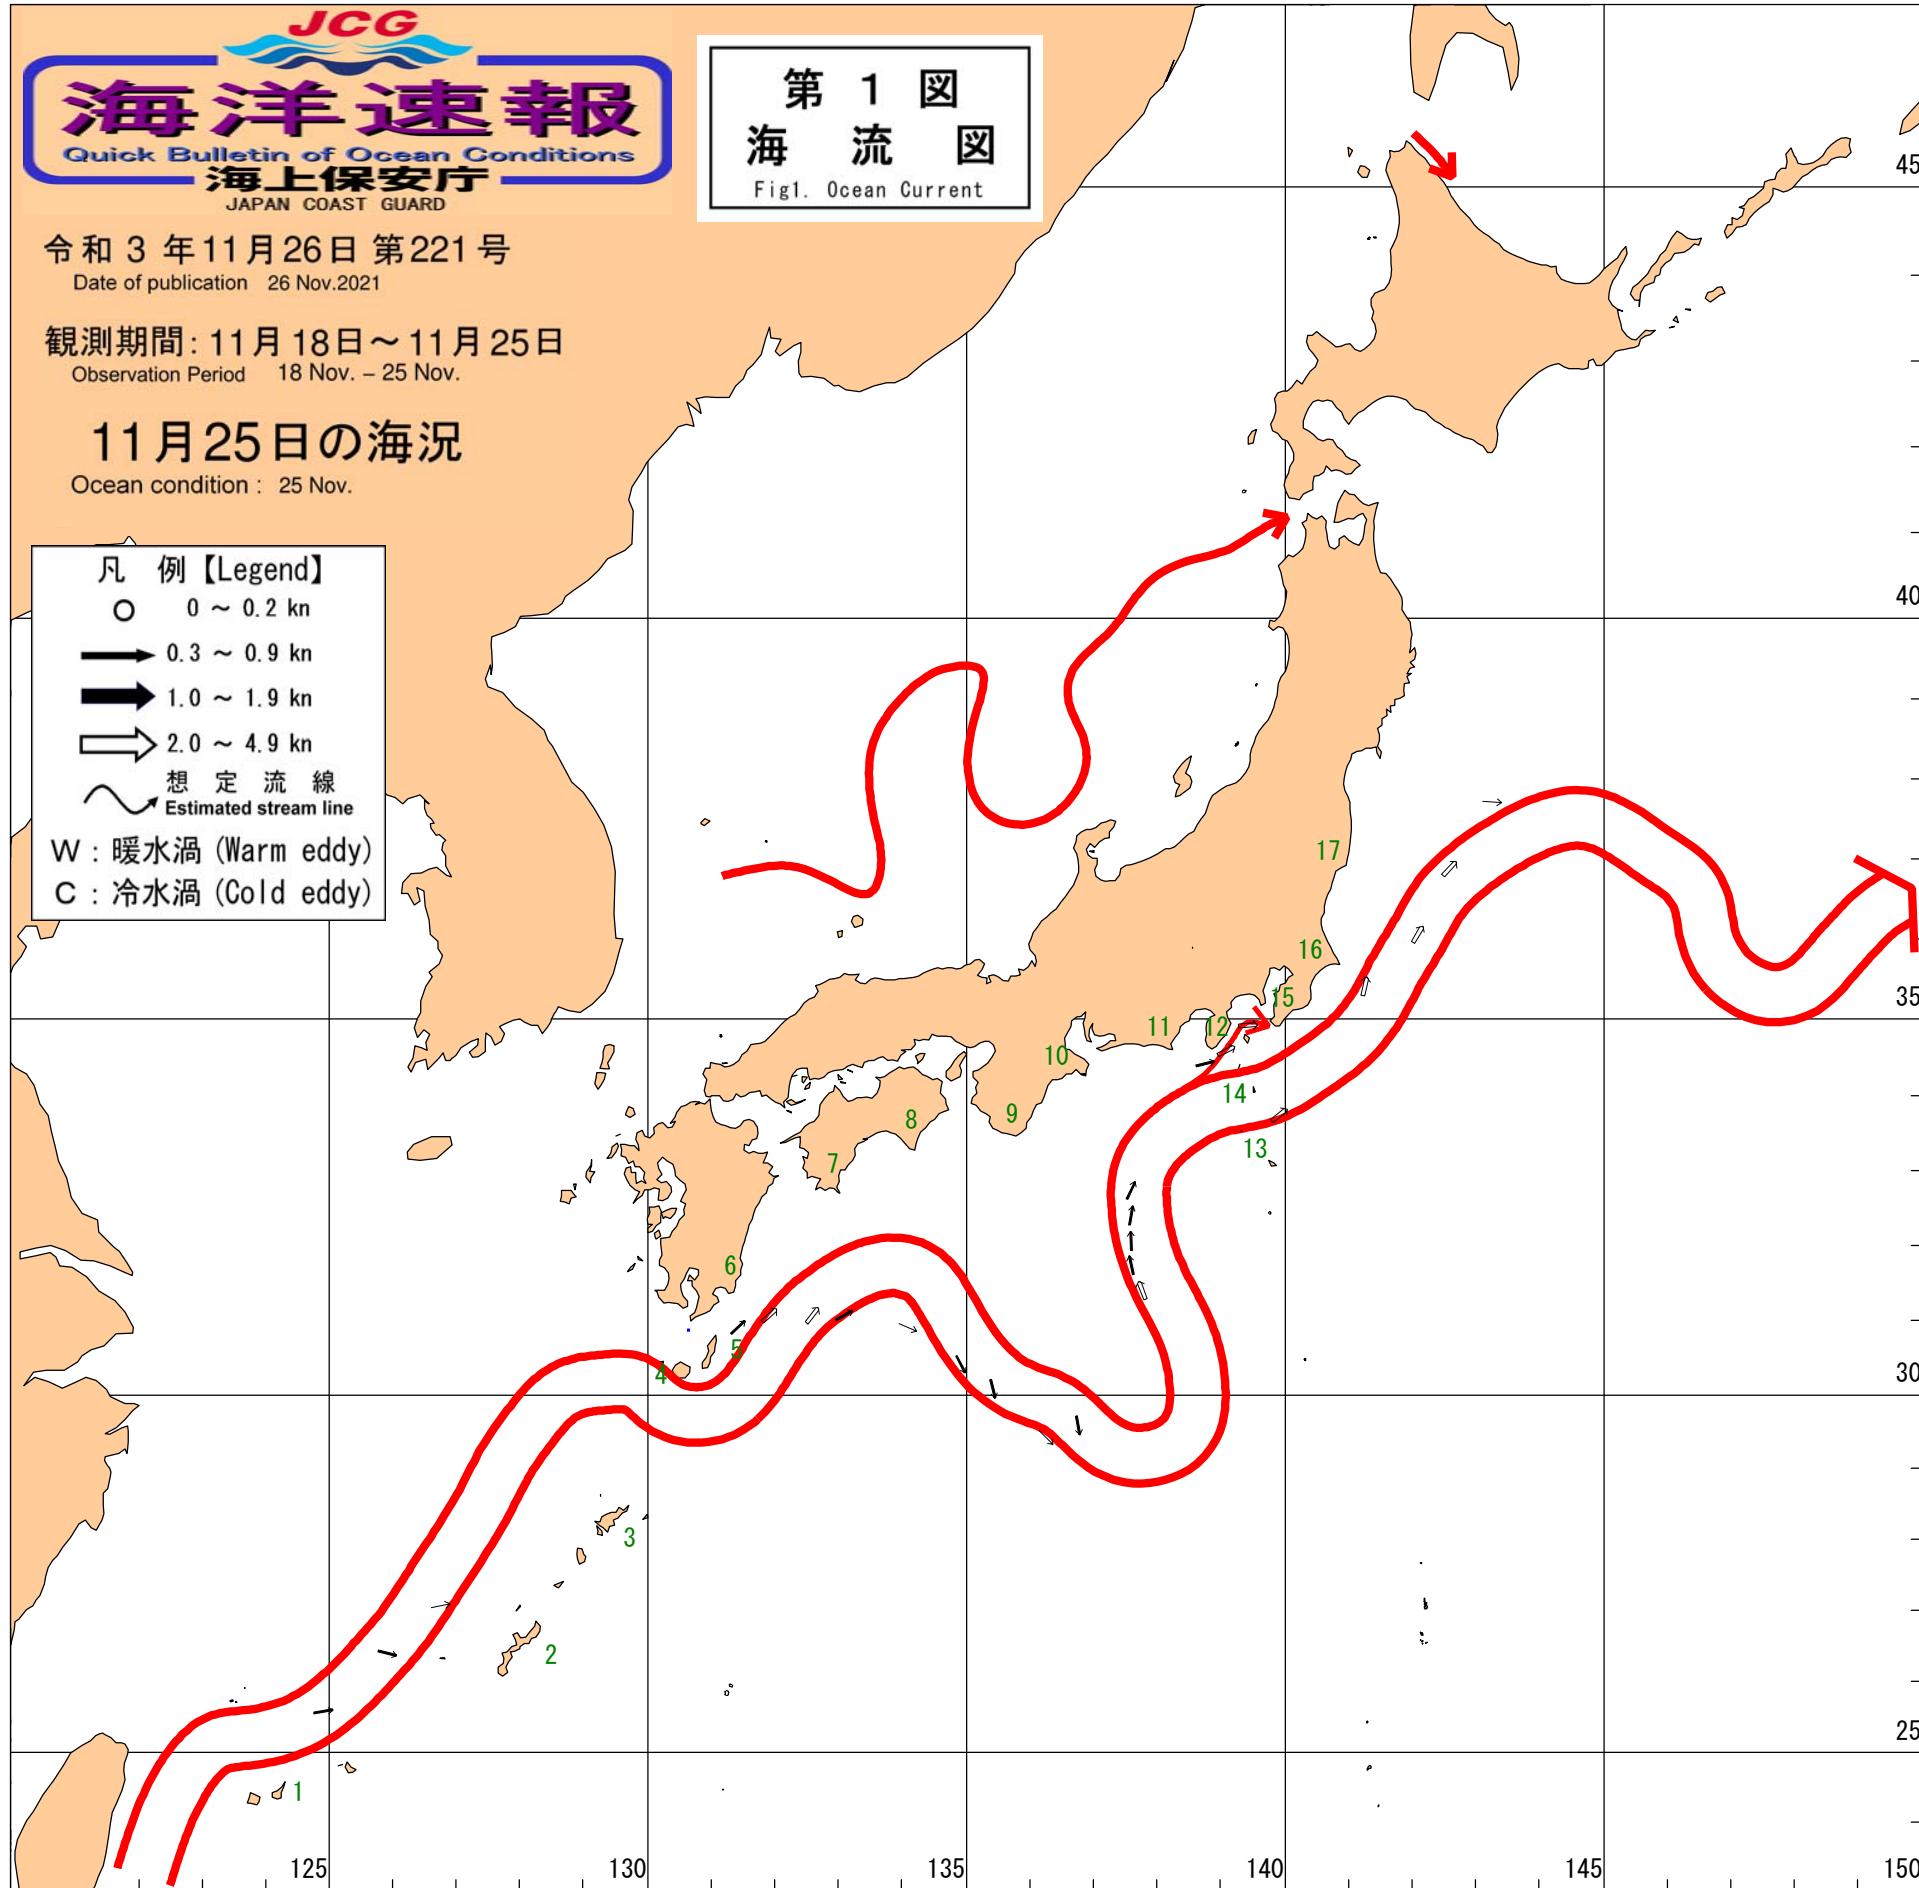 JCG
海洋速報
Quick Bulletin of Ocean Conditions
海上保安庁
JAPAN COAST GUARD
第 1 図
海 流 図
Fig1. Ocean Current
令和 3 年11月26日 第221号
Date of publication 26 Nov.2021
観測期間: 11月18日～11月25日
Observation Period 18 Nov. – 25 Nov.
11月25日の海況
Ocean condition : 25 Nov.
凡 例【Legend】
0 ～ 0.2 kn
0.3 ～ 0.9 kn
1.0 ～ 1.9 kn
2.0 ～ 4.9 kn
想 定 流 線
Estimated stream line
W : 暖水渦 (Warm eddy)
C : 冷水渦 (Cold eddy)
45
40
17
16
15
35
11
12
10
14
8
9
13
7
6
5
4
30
3
2
25
1
125
130
135
140
145
150